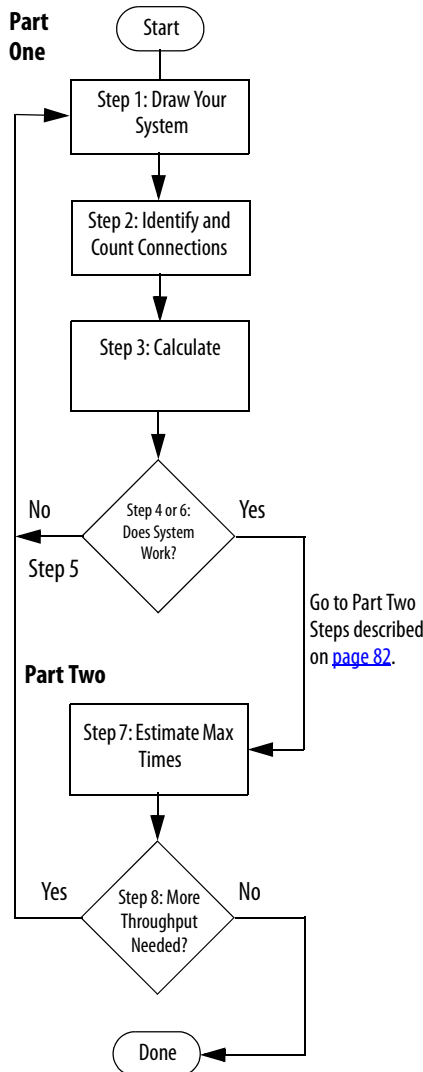 Part
One
Start
Step 1: Draw Your
System
Step 2: Identify and
Count Connections
Step 3: Calculate
No
Step 4 or 6:
Does System
Work?
Yes
Step 5
Go to Part Two
Steps described
on page 82.
Part Two
Step 7: Estimate Max
Times
Yes
Step 8: More
Throughput
Needed?
No
Done